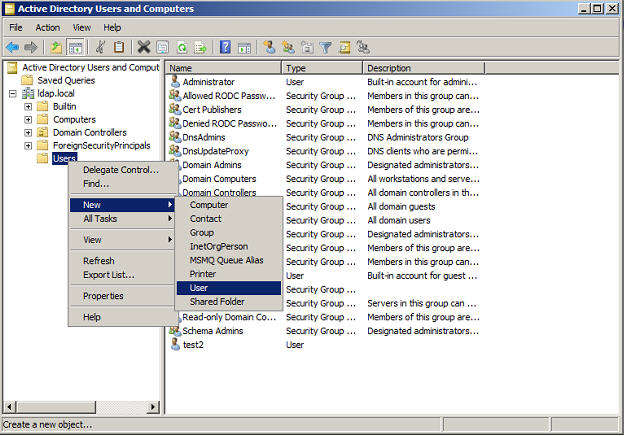 Active Directory Users and Computers
File Action View Help
Active Directory Users and Comput
Saved Queries
ldap.local
Builtin
Computers
Domain Controllers
ForeignSecurityPrincipals
Users
Delegate Control...
Find...
New
All Tasks
View
Refresh
Export List...
Properties
Help
Computer
Contact
Group
InetOrgPerson
MSMQ Queue Alias
Printer
User
Shared Folder
Name Type Description
Administrator User Built-in account for admini...
Allowed RODC Passw... Security Group ... Members in this group can...
Cert Publishers Security Group ... Members of this group are...
Denied RODC Passwo... Security Group ... Members in this group can...
DnsAdmins Security Group ... DNS Administrators Group
DnsUpdateProxy Security Group ... DNS clients who are permi...
Domain Admins Security Group ... Designated administrators...
Domain Computers Security Group ... All workstations and serve...
Domain Controllers Security Group ... All domain controllers in th...
Security Group ... All domain guests
Security Group ... All domain users
Security Group ... Designated administrators...
Security Group ... Members of this group can...
User Built-in account for guest ...
Security Group ...
Security Group ... Servers in this group can ...
Read-only Domain Co... Security Group ... Members of this group are...
Schema Admins Security Group ... Designated administrators...
test2 User
Create a new object...